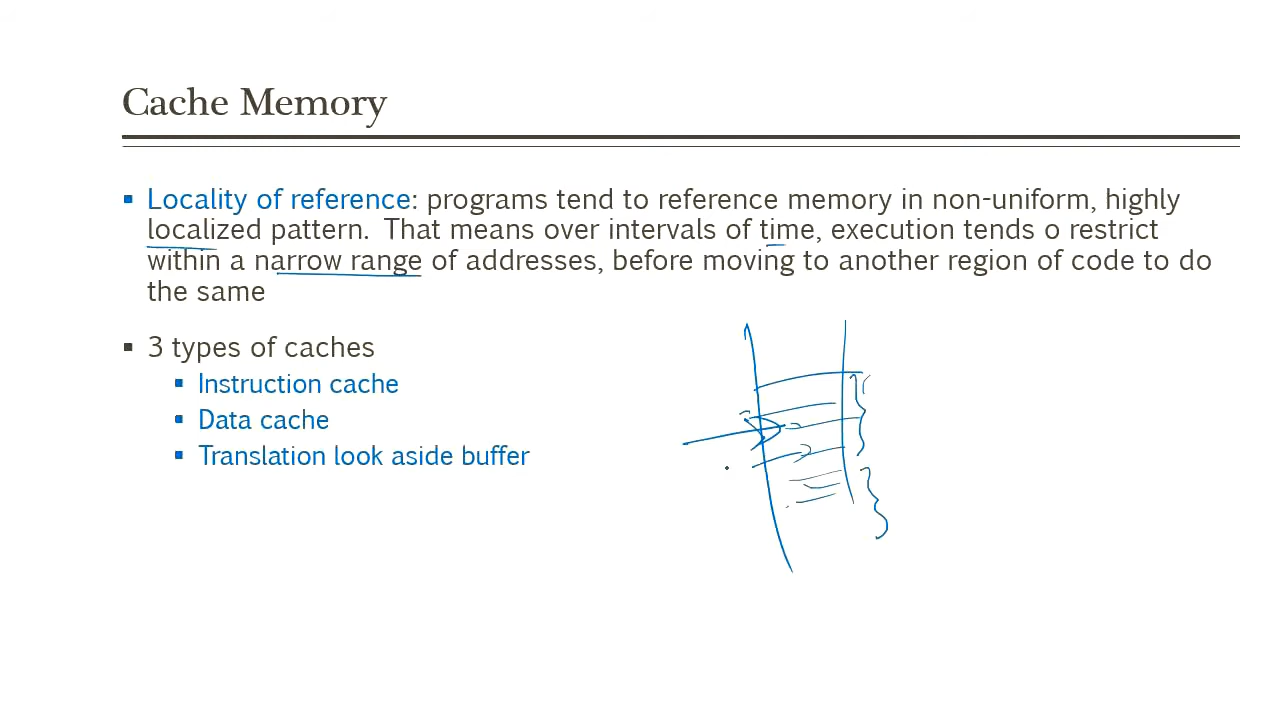 Cache Memory
Locality of reference: programs tend to reference memory in non-uniform, highly
localized pattern. That means over intervals of time, execution tends o restrict
within a narrow range of addresses, before moving to another region of code to do
the same
3 types of caches
Instruction cache
Data cache
Translation look aside buffer